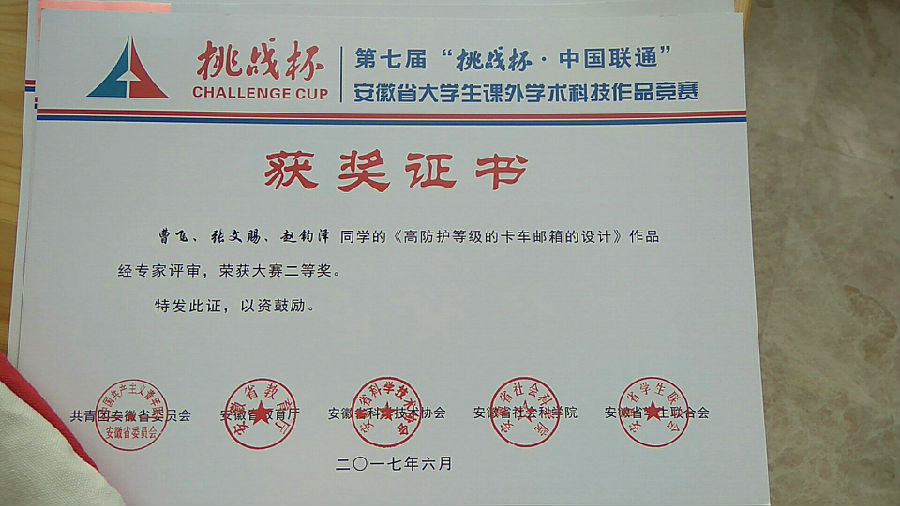 挑战杯
CHALLENGE CUP
第七届“挑战杯·中国联通”
安徽省大学生课外学术科技作品竞赛
获奖证书
曹飞、张文赐、赵钧泽 同学的《高防护等级的卡车邮箱的设计》作品
经专家评审，荣获大赛二等奖。
特发此证，以资鼓励。
共青团安徽省委员会 安徽省教育厅 安徽省科学技术协会 安徽省社会科学院 安徽省学生联合会
二〇一七年六月